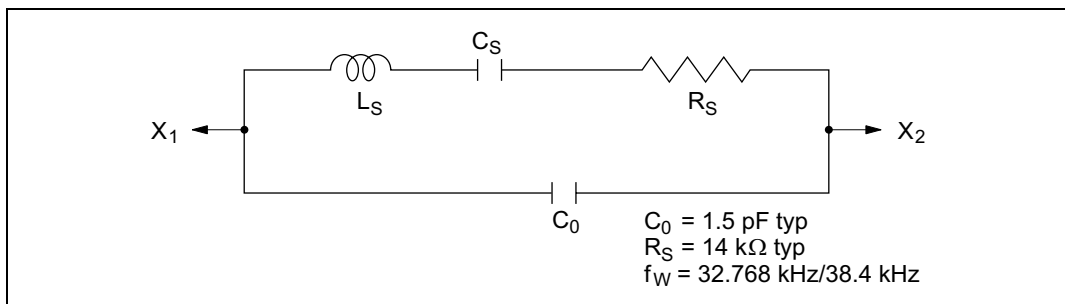 C_S
L_S
R_S
X_1
X_2
C_0
C_0 = 1.5 pF typ
R_S = 14 kΩ typ
f_W = 32.768 kHz/38.4 kHz